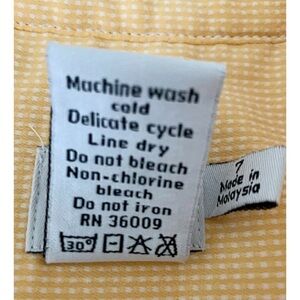 Machine wash
cold
Delicate cycle
Line dry
Do not bleach
Non-chlorine
bleach
Do not iron
RN 36009
30°
7
Made in
Malaysia